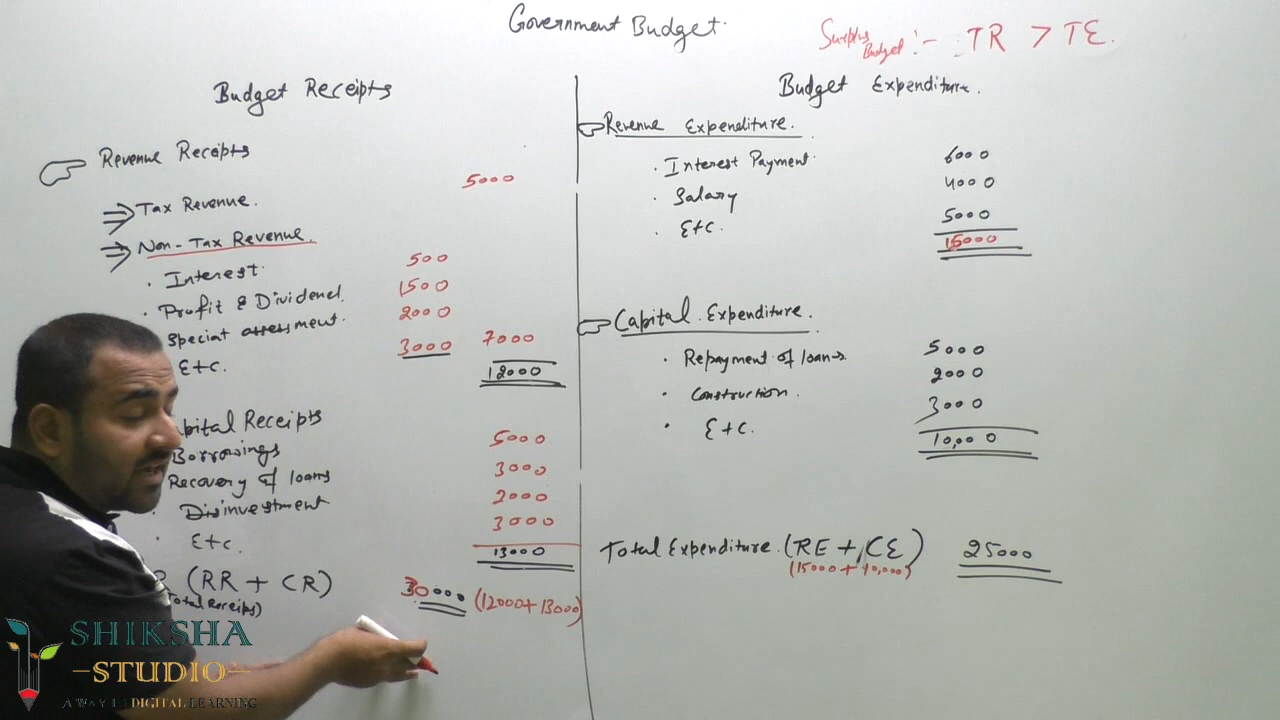 Government Budget.
Surplus Budget :- TR > TE.
Budget Receipts
Revenue Receipts
5000
⇒ Tax Revenue.
⇒ Non-Tax Revenue.
· Interest. 500
· Profit & Dividend. 1500
Special assessment. 2000
Etc. 3000 7000
12000
Capital Receipts
Borrowings 5000
Recovery of loans 3000
Disinvestment 2000
· Etc. 3000
13000
(RR + CR) 30000 (12000+13000)
Total Receipts)
Budget Expenditure.
Revenue Expenditure.
· Interest Payment. 6000
· Salary 4000
· Etc. 5000
15000
Capital Expenditure.
· Repayment of loans 5000
· Construction. 2000
· Etc. 3000
10,000
Total Expenditure. (RE + CE) 25000
(15000 + 10,000)
SHIKSHA
STUDIO
A WAY TO DIGITAL LEARNING